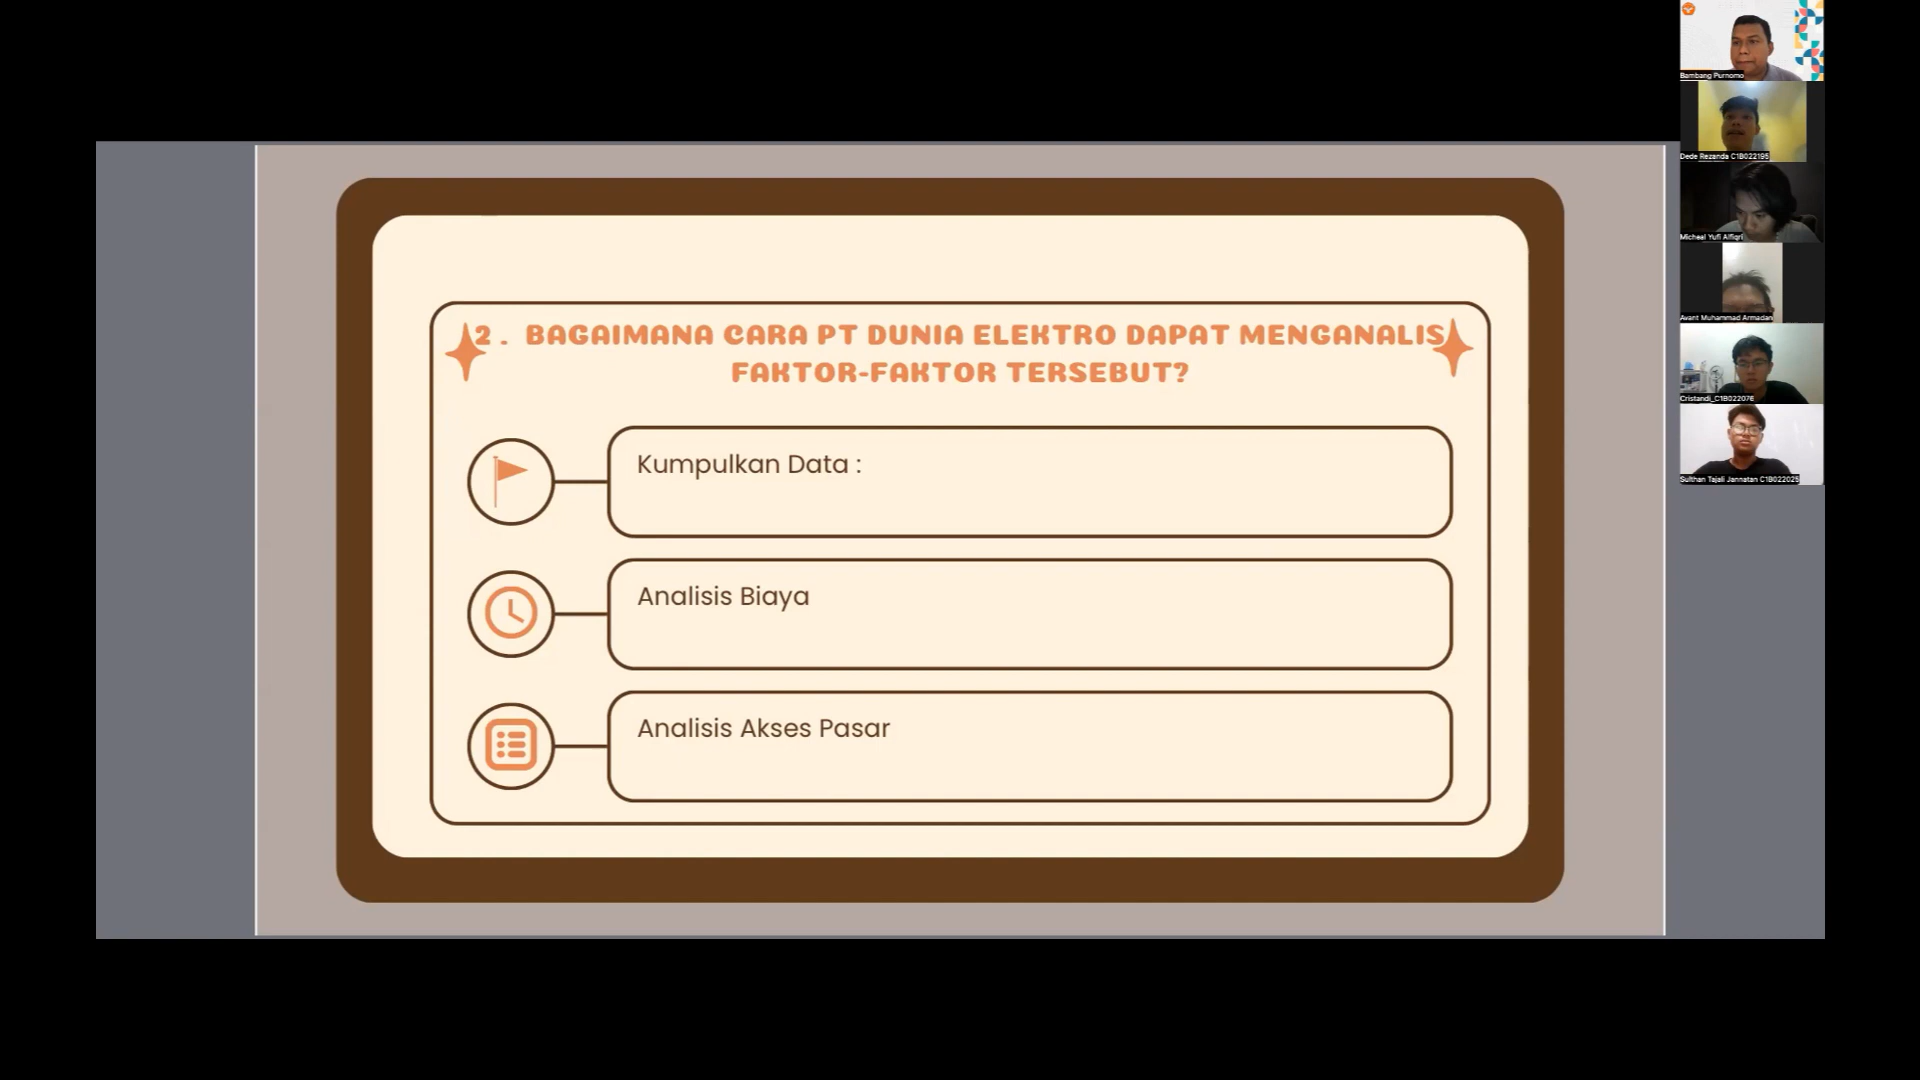 2 . BAGAIMANA CARA PT DUNIA ELEKTRO DAPAT MENGANALIS
FAKTOR-FAKTOR TERSEBUT?
Kumpulkan Data :
Analisis Biaya
Analisis Akses Pasar
Bambang Purnomo
Dede Rezanda C1B022195
Micheal Yufi Alfiqri
Avant Muhammad Armadan
Cristandi_C1B022076
Sulthan Tajali Jannatan C1B022025